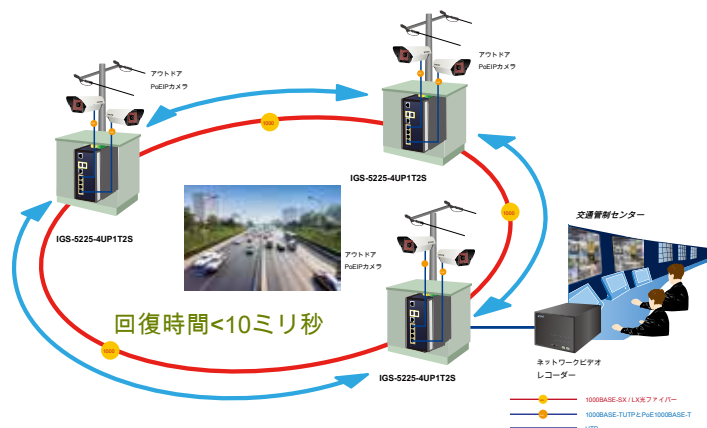 アウトドア
PoEIPカメラ
IGS-5225-4UP1T2S
1000
アウトドア
PoEIPカメラ
IGS-5225-4UP1T2S
1000
アウトドア
PoEIPカメラ
IGS-5225-4UP1T2S
1000
回復時間<10ミリ秒
交通管制センター
ネットワークビデオ
レコーダー
1000BASE-SX / LX光ファイバー
1000BASE-TUTPとPoE1000BASE-T